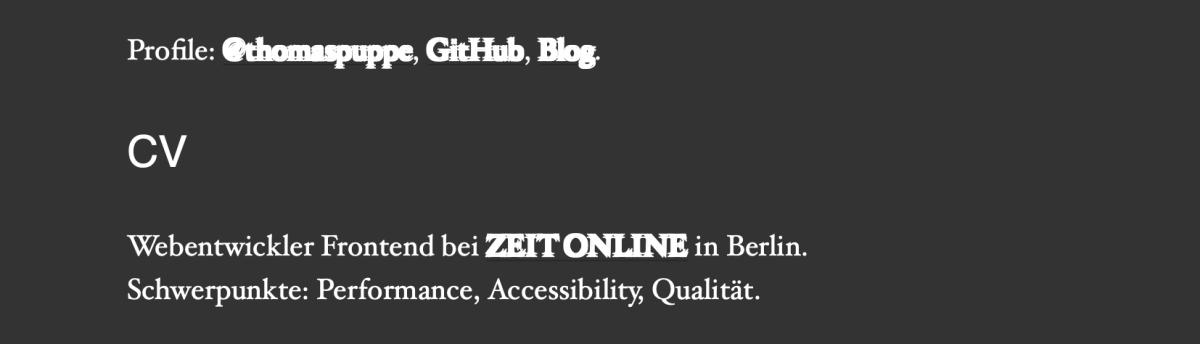 Profile: @thomaspuppe, GitHub, Blog.
CV
Webentwickler Frontend bei ZEIT ONLINE in Berlin.
Schwerpunkte: Performance, Accessibility, Qualität.